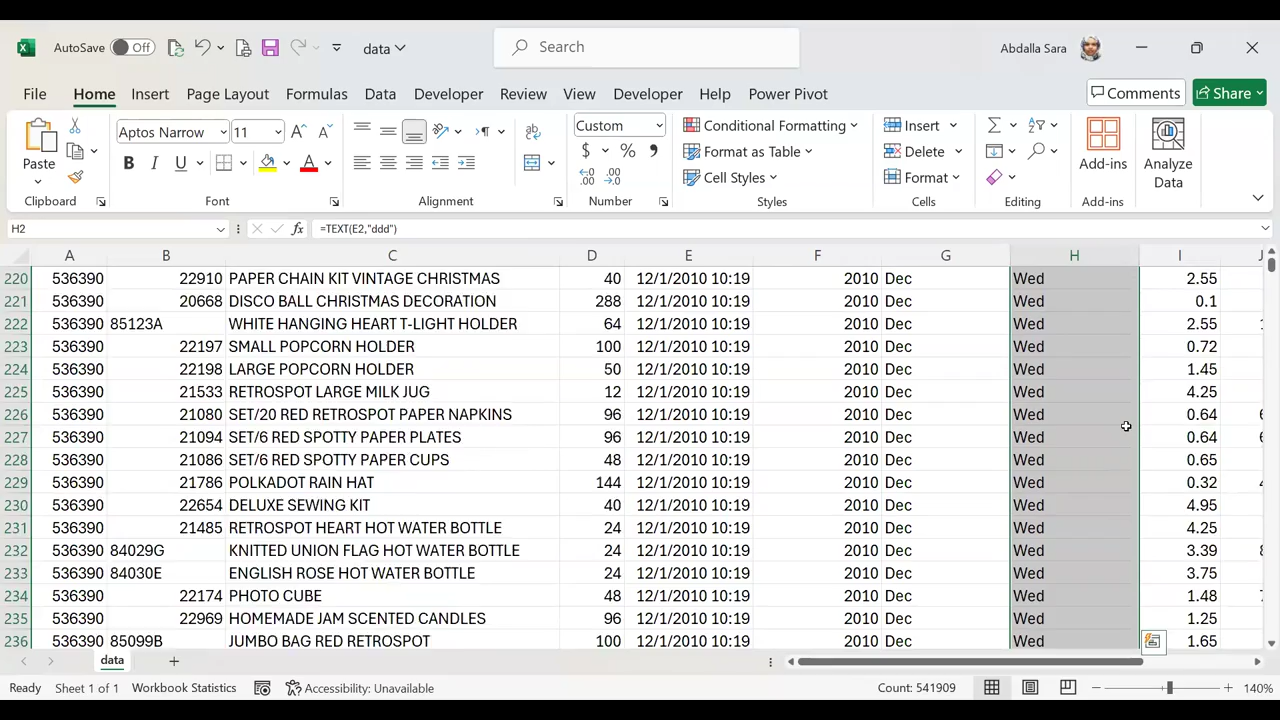 AutoSave Off data Search Abdalla Sara
File Home Insert Page Layout Formulas Data Developer Review View Developer Help Power Pivot Comments Share
Paste Aptos Narrow 11 Custom Conditional Formatting Insert Add-ins Analyze Data
B I U A $ % Format as Table Delete
Cell Styles Format
Clipboard Font Alignment Number Styles Cells Editing Add-ins
H2 fx =TEXT(E2,"ddd")
A B C D E F G H I
220 536390 22910 PAPER CHAIN KIT VINTAGE CHRISTMAS 40 12/1/2010 10:19 2010 Dec Wed 2.55
221 536390 20668 DISCO BALL CHRISTMAS DECORATION 288 12/1/2010 10:19 2010 Dec Wed 0.1
222 536390 85123A WHITE HANGING HEART T-LIGHT HOLDER 64 12/1/2010 10:19 2010 Dec Wed 2.55
223 536390 22197 SMALL POPCORN HOLDER 100 12/1/2010 10:19 2010 Dec Wed 0.72
224 536390 22198 LARGE POPCORN HOLDER 50 12/1/2010 10:19 2010 Dec Wed 1.45
225 536390 21533 RETROSPOT LARGE MILK JUG 12 12/1/2010 10:19 2010 Dec Wed 4.25
226 536390 21080 SET/20 RED RETROSPOT PAPER NAPKINS 96 12/1/2010 10:19 2010 Dec Wed 0.64
227 536390 21094 SET/6 RED SPOTTY PAPER PLATES 96 12/1/2010 10:19 2010 Dec Wed 0.64
228 536390 21086 SET/6 RED SPOTTY PAPER CUPS 48 12/1/2010 10:19 2010 Dec Wed 0.65
229 536390 21786 POLKADOT RAIN HAT 144 12/1/2010 10:19 2010 Dec Wed 0.32
230 536390 22654 DELUXE SEWING KIT 40 12/1/2010 10:19 2010 Dec Wed 4.95
231 536390 21485 RETROSPOT HEART HOT WATER BOTTLE 24 12/1/2010 10:19 2010 Dec Wed 4.25
232 536390 84029G KNITTED UNION FLAG HOT WATER BOTTLE 24 12/1/2010 10:19 2010 Dec Wed 3.39
233 536390 84030E ENGLISH ROSE HOT WATER BOTTLE 24 12/1/2010 10:19 2010 Dec Wed 3.75
234 536390 22174 PHOTO CUBE 48 12/1/2010 10:19 2010 Dec Wed 1.48
235 536390 22969 HOMEMADE JAM SCENTED CANDLES 96 12/1/2010 10:19 2010 Dec Wed 1.25
236 536390 85099B JUMBO BAG RED RETROSPOT 100 12/1/2010 10:19 2010 Dec Wed 1.65
data
Ready Sheet 1 of 1 Workbook Statistics Accessibility: Unavailable Count: 541909 140%